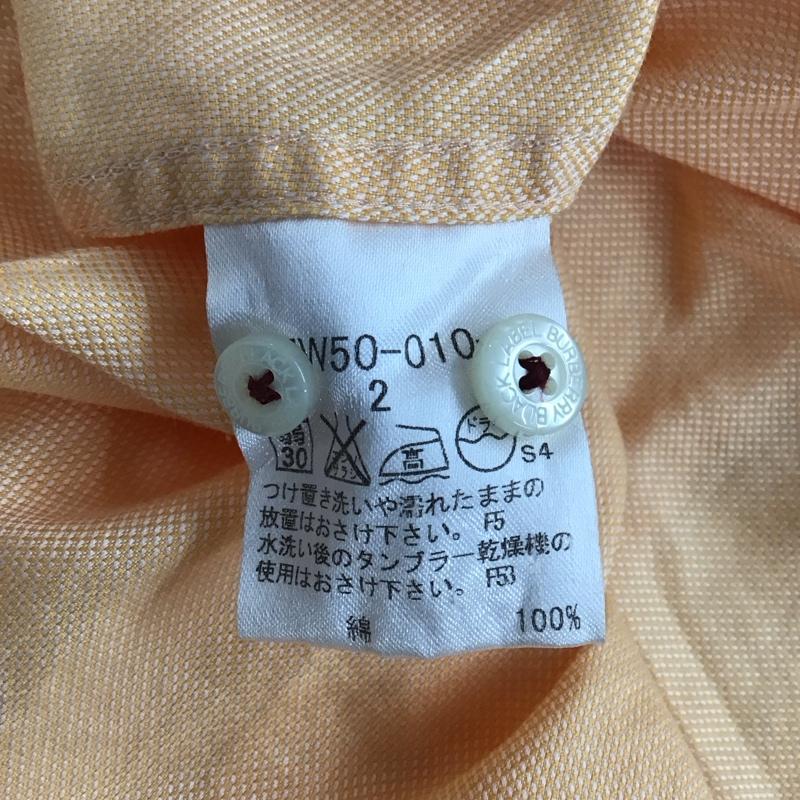 W50-010
BLACK LABEL BURBERRY
2
弱
30
高
ドライ
S4
つけ置き洗いや濡れたままの
放置はおさけ下さい。 F5
水洗い後のタンブラー乾燥機の
使用はおさけ下さい。 F53
綿 100%